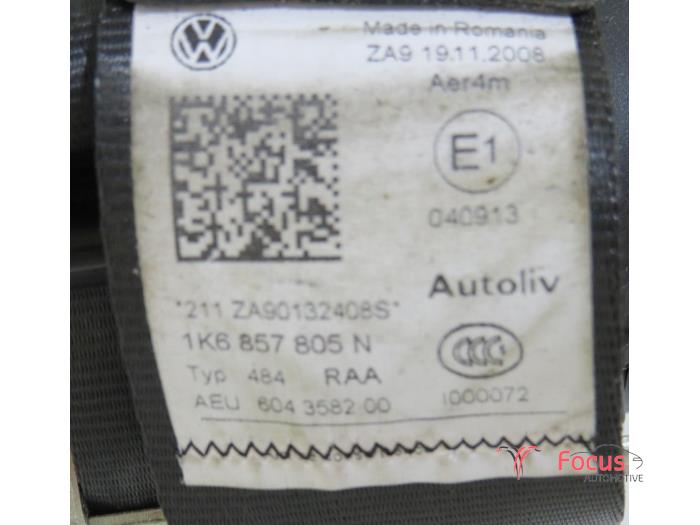 Made in Romania
ZA9 19.11.2008
Aer4m
E1
040913
Autoliv
*211 ZA90132408S*
1K6 857 805 N
Typ 484 RAA
CCC
AEU 604 3582 00
I000072
Focus
AUTOMOTIVE